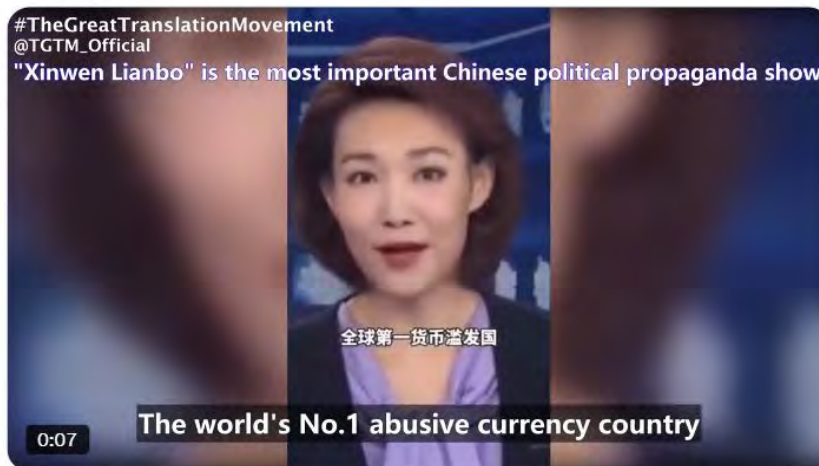 #TheGreatTranslationMovement
@TGTM_Official
"Xinwen Lianbo" is the most important Chinese political propaganda show
全球第一货币滥发国
The world's No.1 abusive currency country
0:07